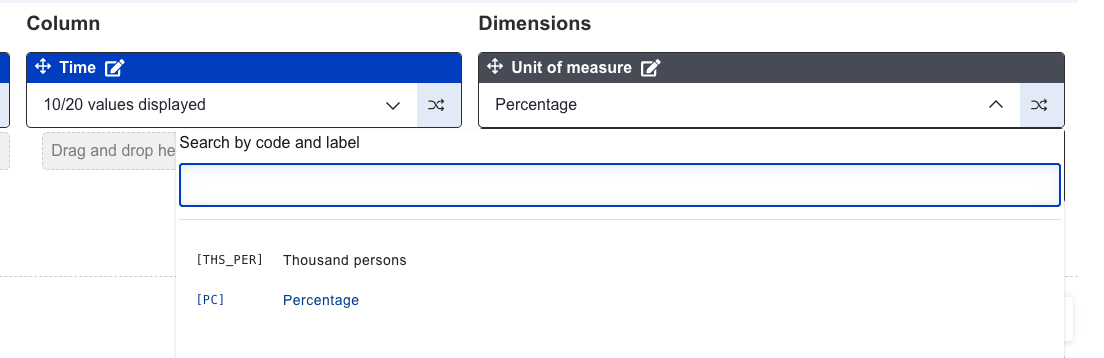 Column
Dimensions
Time
Unit of measure
10/20 values displayed
Percentage
Drag and drop he
Search by code and label
[THS_PER] Thousand persons
[PC] Percentage